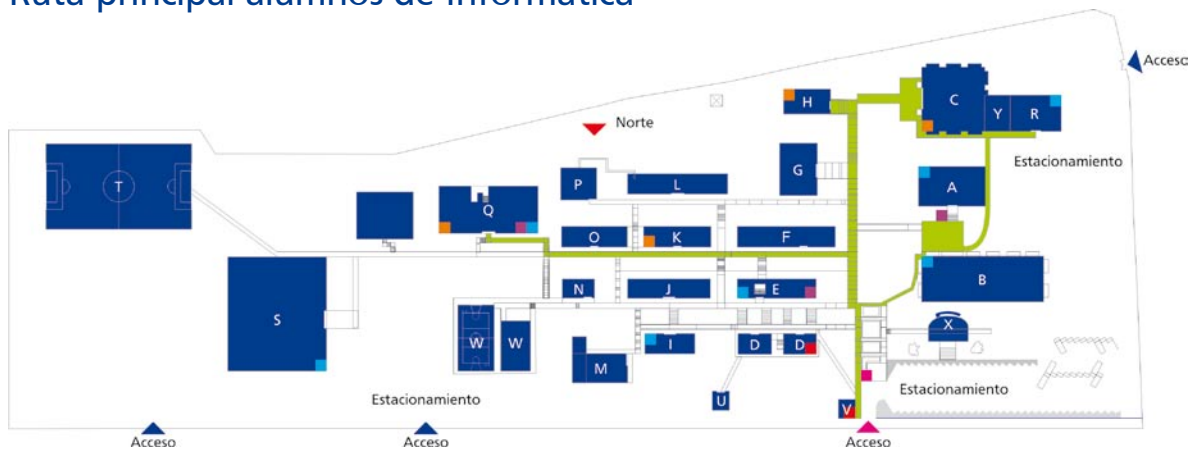 Ruta principal alumnos de Informática
Acceso
Norte
H
C
Y
R
Estacionamiento
G
P
L
A
T
Q
O
K
F
B
S
N
J
E
X
W
W
I
D
D
M
U
V
Estacionamiento
Estacionamiento
Acceso
Acceso
Acceso